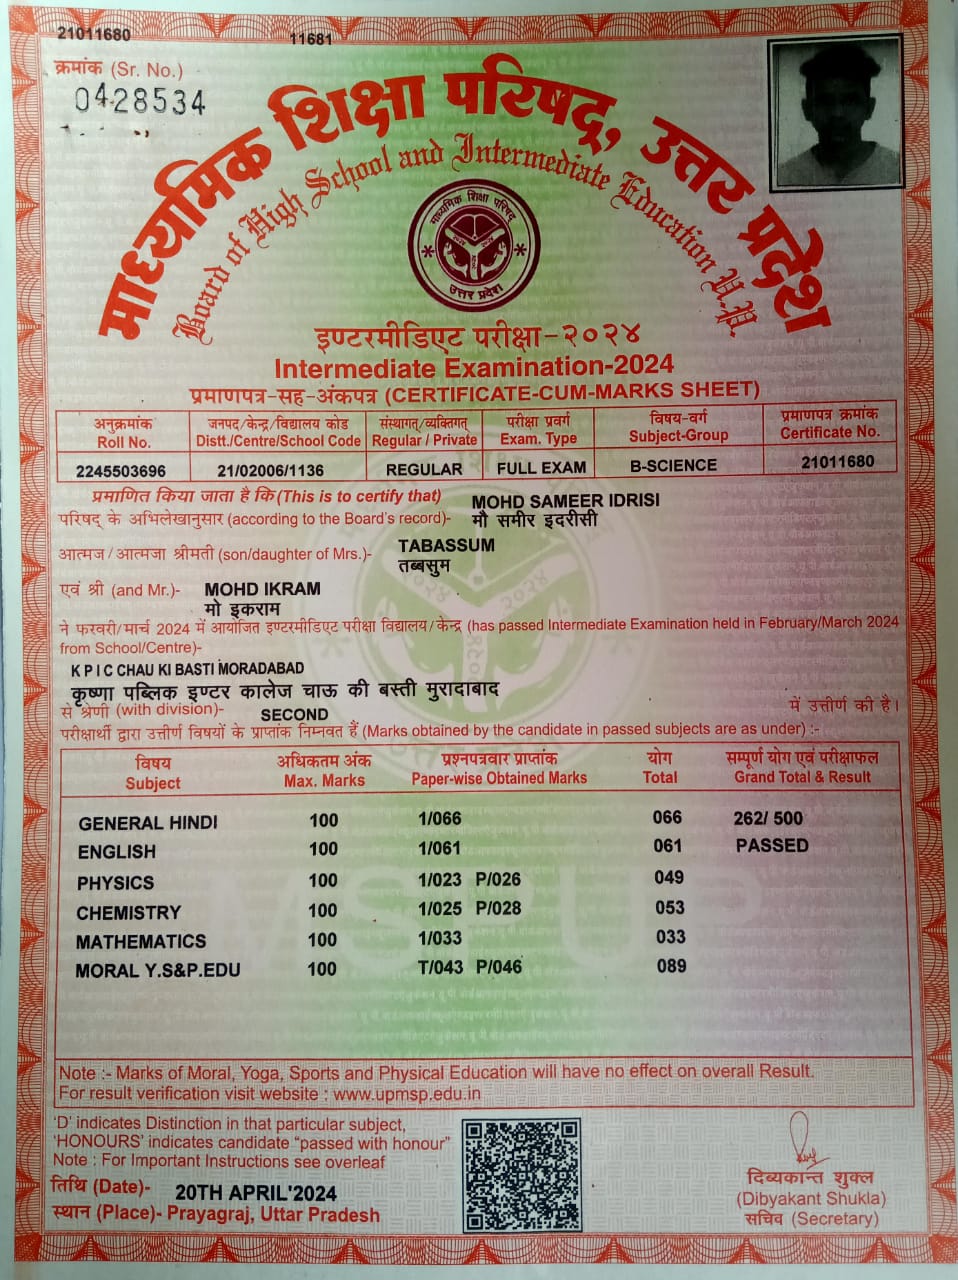 21011680 11681
क्रमांक (Sr. No.)
0428534
माध्यमिक शिक्षा परिषद्, उत्तर प्रदेश
Board of High School and Intermediate Education U.P.
माध्यमिक शिक्षा परिषद्
उत्तर प्रदेश
इण्टरमीडिएट परीक्षा-२०२४
Intermediate Examination-2024
प्रमाणपत्र-सह-अंकपत्र (CERTIFICATE-CUM-MARKS SHEET)
अनुक्रमांक जनपद/केन्द्र/विद्यालय कोड संस्थागत्/व्यक्तिगत् परीक्षा प्रवर्ग विषय-वर्ग प्रमाणपत्र क्रमांक
Roll No. Distt./Centre/School Code Regular / Private Exam. Type Subject-Group Certificate No.
2245503696 21/02006/1136 REGULAR FULL EXAM B-SCIENCE 21011680
प्रमाणित किया जाता है कि (This is to certify that) MOHD SAMEER IDRISI
परिषद् के अभिलेखानुसार (according to the Board's record)- मौ समीर इदरीसी
आत्मज/आत्मजा श्रीमती (son/daughter of Mrs.)- TABASSUM
तब्बसुम
एवं श्री (and Mr.)- MOHD IKRAM
मो इकराम
ने फरवरी/मार्च 2024 में आयोजित इण्टरमीडिएट परीक्षा विद्यालय/केन्द्र (has passed Intermediate Examination held in February/March 2024
from School/Centre)-
K P I C CHAU KI BASTI MORADABAD
कृष्णा पब्लिक इण्टर कालेज चाऊ की बस्ती मुरादाबाद
से श्रेणी (with division)- SECOND में उत्तीर्ण की है।
परीक्षार्थी द्वारा उत्तीर्ण विषयों के प्राप्तांक निम्नवत हैं (Marks obtained by the candidate in passed subjects are as under) :-
विषय अधिकतम अंक प्रश्नपत्रवार प्राप्तांक योग सम्पूर्ण योग एवं परीक्षाफल
Subject Max. Marks Paper-wise Obtained Marks Total Grand Total & Result
GENERAL HINDI 100 1/066 066 262/ 500
ENGLISH 100 1/061 061 PASSED
PHYSICS 100 1/023 P/026 049
CHEMISTRY 100 1/025 P/028 053
MATHEMATICS 100 1/033 033
MORAL Y.S&P.EDU 100 T/043 P/046 089
Note :- Marks of Moral, Yoga, Sports and Physical Education will have no effect on overall Result.
For result verification visit website : www.upmsp.edu.in
'D' indicates Distinction in that particular subject,
'HONOURS' indicates candidate "passed with honour"
Note : For Important Instructions see overleaf
तिथि (Date)- 20TH APRIL'2024
स्थान (Place)- Prayagraj, Uttar Pradesh
दिव्यकान्त शुक्ल
(Dibyakant Shukla)
सचिव (Secretary)